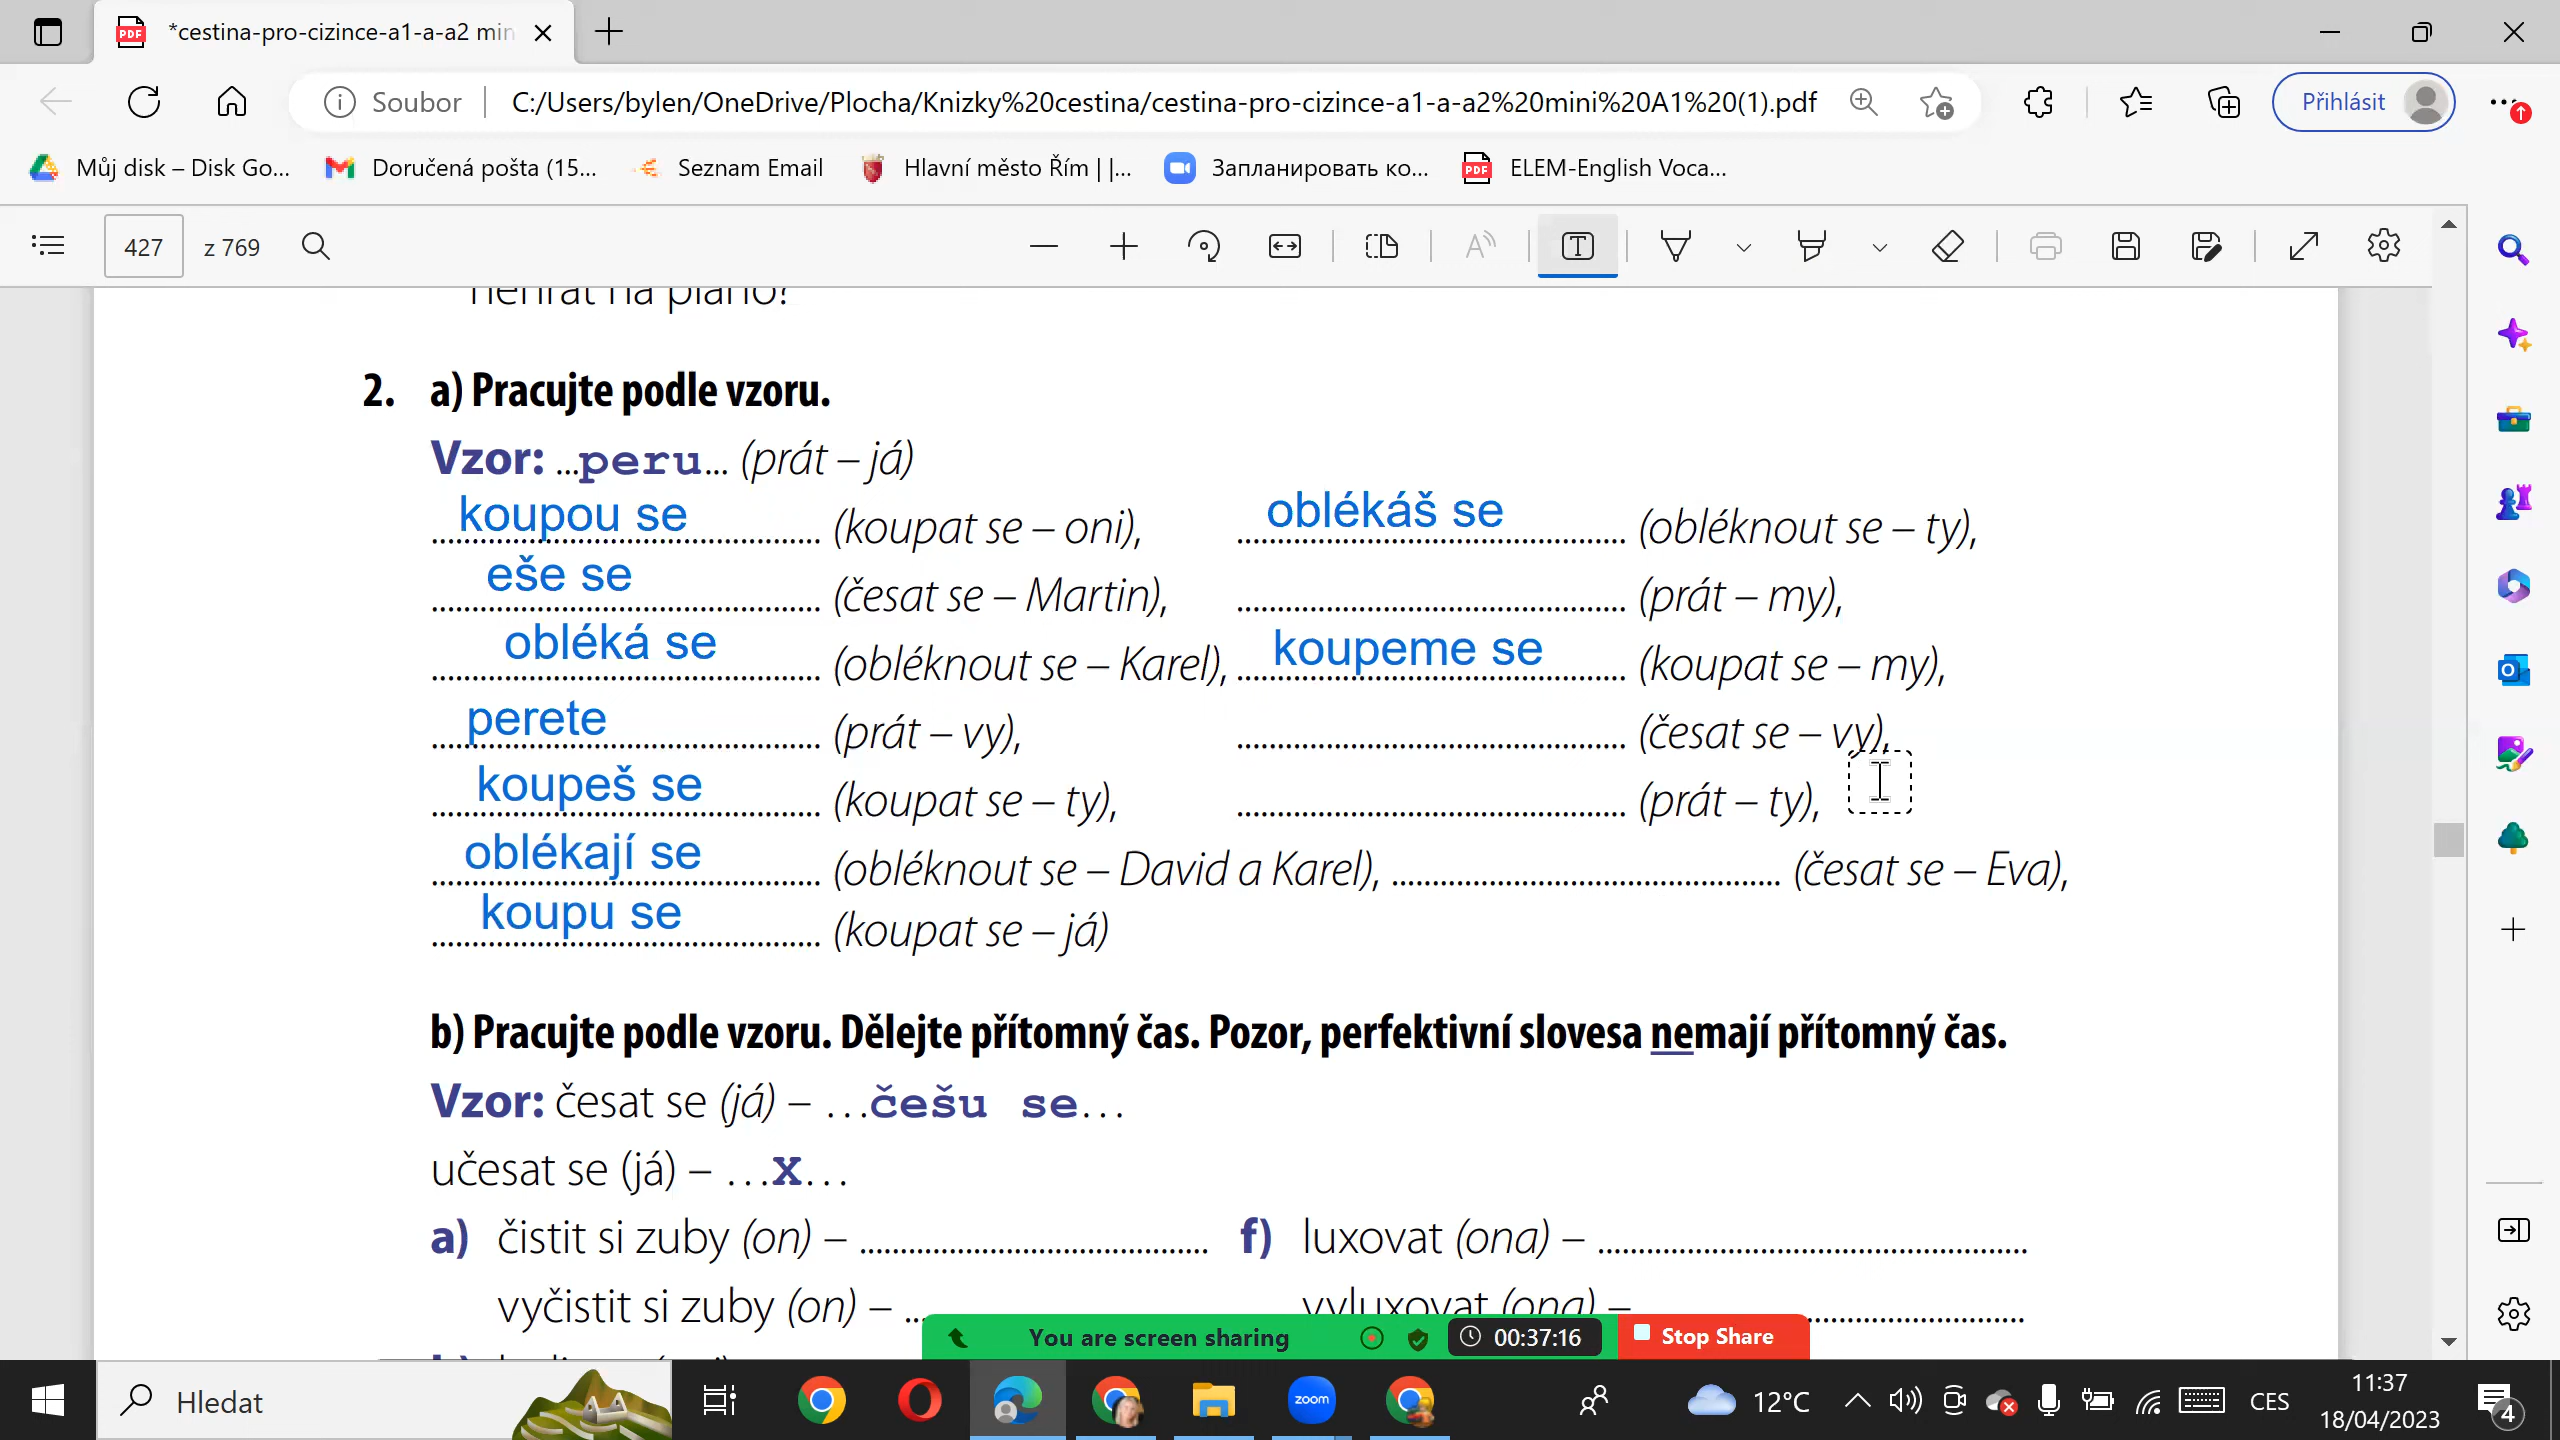 *cestina-pro-cizince-a1-a-a2 min
Soubor
C:/Users/bylen/OneDrive/Plocha/Knizky%20cestina/cestina-pro-cizince-a1-a-a2%20mini%20A1%20(1).pdf
Přihlásit
Můj disk – Disk Go...
Doručená pošta (15...
Seznam Email
Hlavní město Řím | |...
Запланировать ко...
ELEM-English Voca...
427 z 769
nehrát na piano?
2. a) Pracujte podle vzoru.
Vzor: ...peru... (prát – já)
koupou se (koupat se – oni), oblékáš se (obléknout se – ty),
eše se (česat se – Martin), (prát – my),
obléká se (obléknout se – Karel), koupeme se (koupat se – my),
perete (prát – vy), (česat se – vy),
koupeš se (koupat se – ty), (prát – ty),
oblékají se (obléknout se – David a Karel), (česat se – Eva),
koupu se (koupat se – já)
b) Pracujte podle vzoru. Dělejte přítomný čas. Pozor, perfektivní slovesa nemají přítomný čas.
Vzor: česat se (já) – ...češu se...
učesat se (já) – ...X...
a) čistit si zuby (on) – f) luxovat (ona) –
vyčistit si zuby (on) – vyluxovat (ona) –
You are screen sharing
00:37:16
Stop Share
Hledat
zoom
12°C
CES
11:37
18/04/2023
4